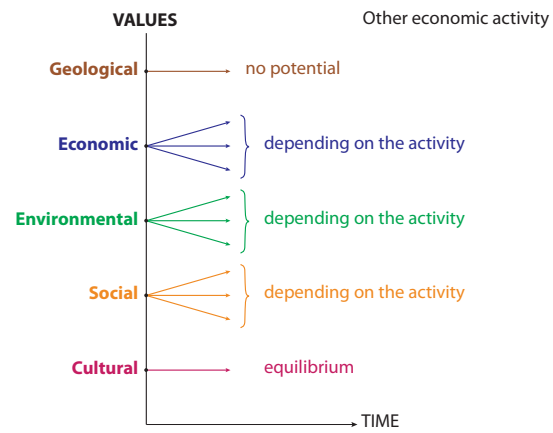 VALUES
Other economic activity
Geological
no potential
Economic
depending on the activity
Environmental
depending on the activity
Social
depending on the activity
Cultural
equilibrium
TIME